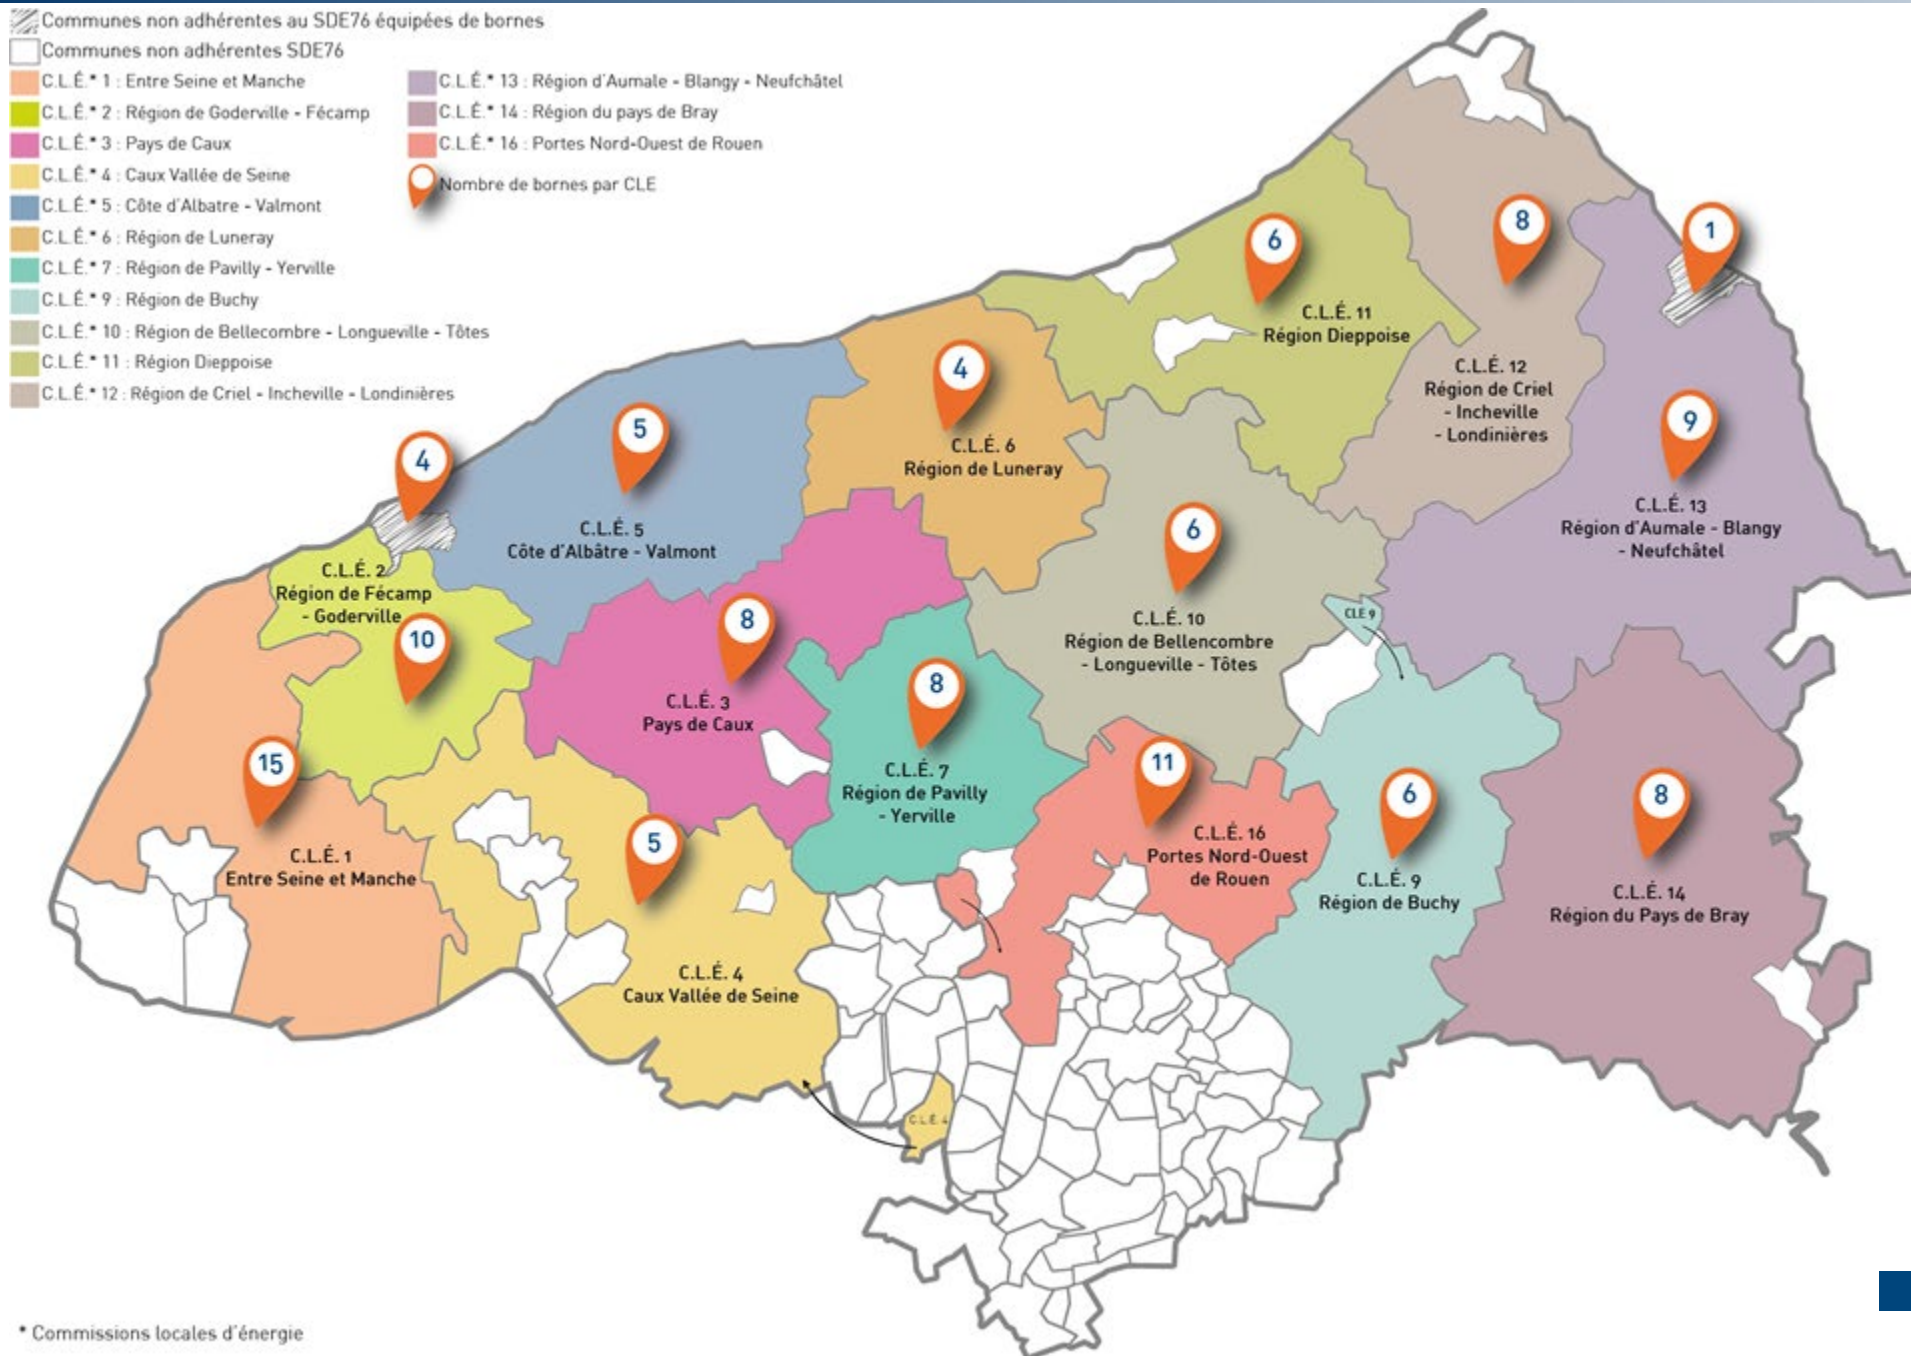 Communes non adhérentes au SDE76 équipées de bornes
Communes non adhérentes SDE76
C.L.É.* 1 : Entre Seine et Manche
C.L.É.* 2 : Région de Goderville - Fécamp
C.L.É.* 3 : Pays de Caux
C.L.É.* 4 : Caux Vallée de Seine
C.L.É.* 5 : Côte d'Albatre - Valmont
C.L.É.* 6 : Région de Luneray
C.L.É.* 7 : Région de Pavilly - Yerville
C.L.É.* 9 : Région de Buchy
C.L.É.* 10 : Région de Bellecombre - Longueville - Tôtes
C.L.É.* 11 : Région Dieppoise
C.L.É.* 12 : Région de Criel - Incheville - Londinières
C.L.É.* 13 : Région d'Aumale - Blangy - Neufchâtel
C.L.É.* 14 : Région du pays de Bray
C.L.É.* 16 : Portes Nord-Ouest de Rouen
Nombre de bornes par CLE
8
1
6
C.L.É. 11
Région Dieppoise
C.L.É. 12
Région de Criel
- Incheville
- Londinières
4
C.L.É. 6
Région de Luneray
9
C.L.É. 13
Région d'Aumale - Blangy
- Neufchâtel
5
C.L.É. 5
Côte d'Albâtre - Valmont
4
C.L.É. 2
Région de Fécamp
- Goderville
10
6
C.L.É. 10
Région de Bellencombre
- Longueville - Tôtes
CLE 9
8
C.L.É. 3
Pays de Caux
8
C.L.É. 7
Région de Pavilly
- Yerville
15
C.L.É. 1
Entre Seine et Manche
11
C.L.É. 16
Portes Nord-Ouest
de Rouen
6
C.L.É. 9
Région de Buchy
8
C.L.É. 14
Région du Pays de Bray
5
C.L.É. 4
Caux Vallée de Seine
C.L.É. 4
* Commissions locales d'énergie